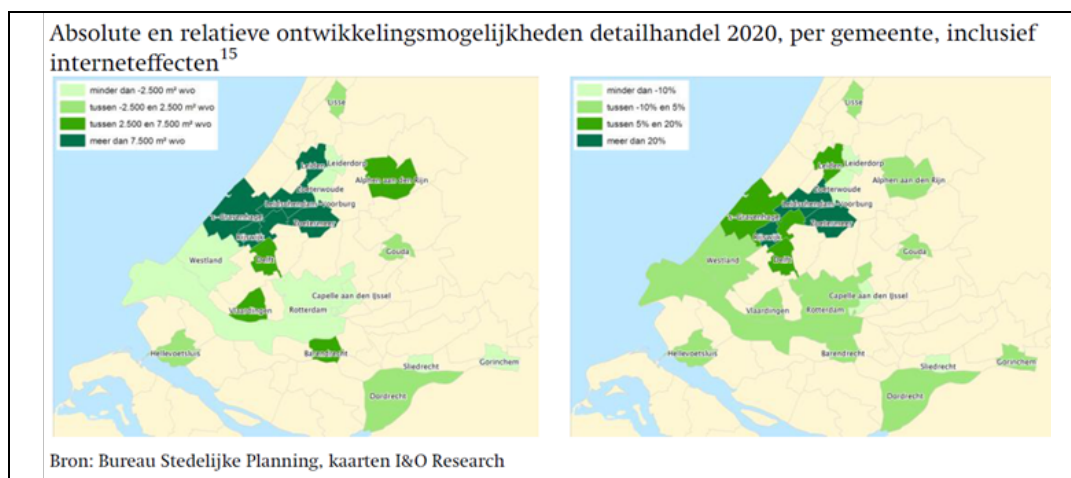 Absolute en relatieve ontwikkelingsmogelijkheden detailhandel 2020, per gemeente, inclusief
interneteffecten15
minder dan -2.500 m² wvo
tussen -2.500 en 2.500 m² wvo
tussen 2.500 en 7.500 m² wvo
meer dan 7.500 m² wvo
Lisse
Leiden
Leiderdorp
Alphen aan den Rijn
Zoeterwoude
Leidschendam-Voorburg
's-Gravenhage
Zoetermeer
Rijswijk
Delft
Gouda
Westland
Capelle aan den IJssel
Vlaardingen
Rotterdam
Hellevoetsluis
Barendrecht
Sliedrecht
Gorinchem
Dordrecht
minder dan -10%
tussen -10% en 5%
tussen 5% en 20%
meer dan 20%
Lisse
Leiden
Leiderdorp
Alphen aan den Rijn
Zoeterwoude
Leidschendam-Voorburg
's-Gravenhage
Zoetermeer
Rijswijk
Delft
Gouda
Westland
Capelle aan den IJssel
Vlaardingen
Rotterdam
Hellevoetsluis
Barendrecht
Sliedrecht
Gorinchem
Dordrecht
Bron: Bureau Stedelijke Planning, kaarten I&O Research